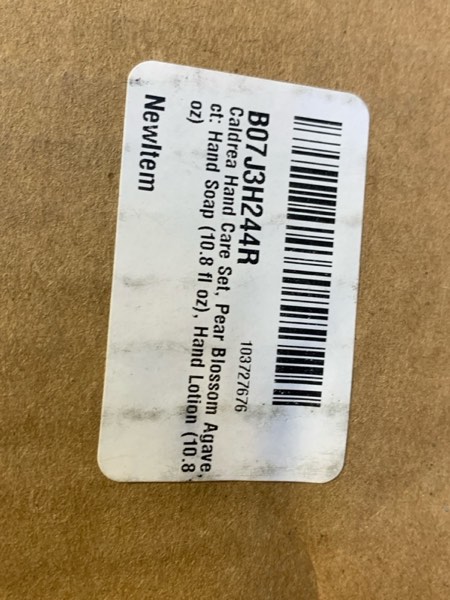 B07J3H244R
103727676
Caldrea Hand Care Set, Pear Blossom Agave,
ct: Hand Soap (10.8 fl oz), Hand Lotion (10.8
oz)
NewItem